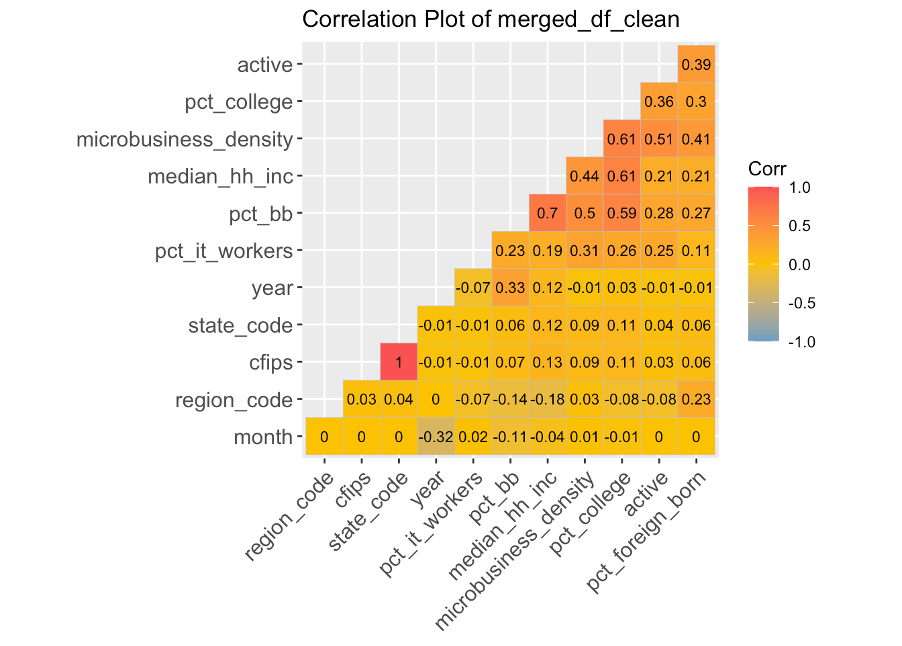 Correlation Plot of merged_df_clean
active
0.39
pct_college
0.36 0.3
microbusiness_density
0.61 0.51 0.41
median_hh_inc
0.44 0.61 0.21 0.21
pct_bb
0.7 0.5 0.59 0.28 0.27
pct_it_workers
0.23 0.19 0.31 0.26 0.25 0.11
year
-0.07 0.33 0.12 -0.01 0.03 -0.01 -0.01
state_code
-0.01 -0.01 0.06 0.12 0.09 0.11 0.04 0.06
cfips
1 -0.01 -0.01 0.07 0.13 0.09 0.11 0.03 0.06
region_code
0.03 0.04 0 -0.07 -0.14 -0.18 0.03 -0.08 -0.08 0.23
month
0 0 0 -0.32 0.02 -0.11 -0.04 0.01 -0.01 0 0
region_code
cfips
state_code
year
pct_it_workers
pct_bb
median_hh_inc
microbusiness_density
pct_college
active
pct_foreign_born
Corr
1.0
0.5
0.0
-0.5
-1.0